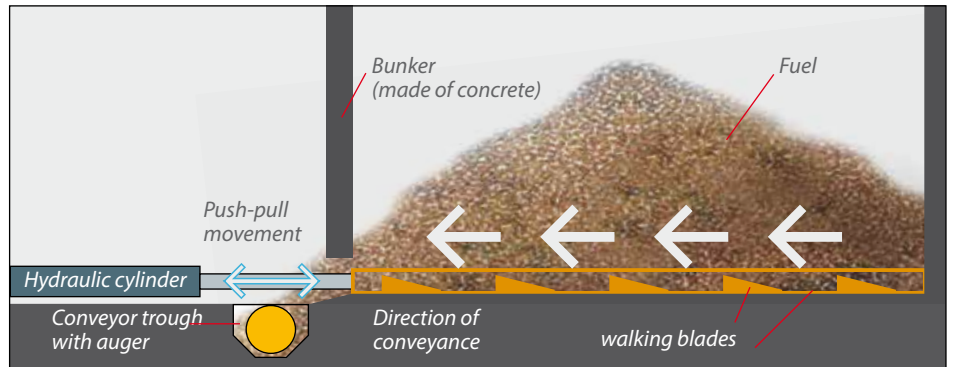 Bunker
(made of concrete)
Fuel
Push-pull
movement
Hydraulic cylinder
Conveyor trough
with auger
Direction of
conveyance
walking blades